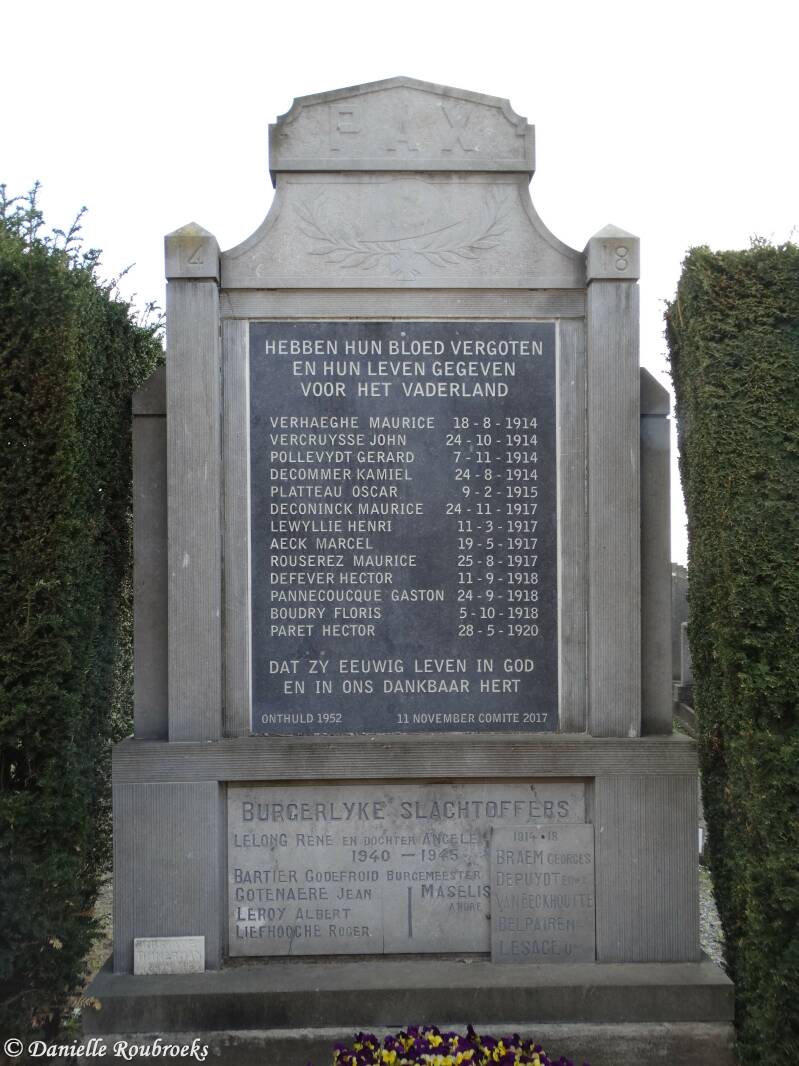 PAX
14
18
HEBBEN HUN BLOED VERGOTEN
EN HUN LEVEN GEGEVEN
VOOR HET VADERLAND
VERHAEGHE MAURICE 18 - 8 - 1914
VERCRUYSSE JOHN 24 - 10 - 1914
POLLEVYDT GERARD 7 - 11 - 1914
DECOMMER KAMIEL 24 - 8 - 1914
PLATTEAU OSCAR 9 - 2 - 1915
DECONINCK MAURICE 24 - 11 - 1917
LEWYLLIE HENRI 11 - 3 - 1917
AECK MARCEL 19 - 5 - 1917
ROUSEREZ MAURICE 25 - 8 - 1917
DEFEVER HECTOR 11 - 9 - 1918
PANNECOUCQUE GASTON 24 - 9 - 1918
BOUDRY FLORIS 5 - 10 - 1918
PARET HECTOR 28 - 5 - 1920
DAT ZY EEUWIG LEVEN IN GOD
EN IN ONS DANKBAAR HERT
ONTHULD 1952 11 NOVEMBER COMITE 2017
BURGERLYKE SLACHTOFFERS
LELONG RENE EN DOCHTER ANGELE
1940 — 1945
BARTIER GODEFROID BURGEMEESTER
GOTENAERE JEAN
MASELIS
ANDRE
LEROY ALBERT
LIEFHOOGHE ROGER
1914 · 18
BRAEM GEORGES
DEPUYDT
VANBECKHOUTTE
BELPAIRE
LESAGE
© Danielle Roubroeks